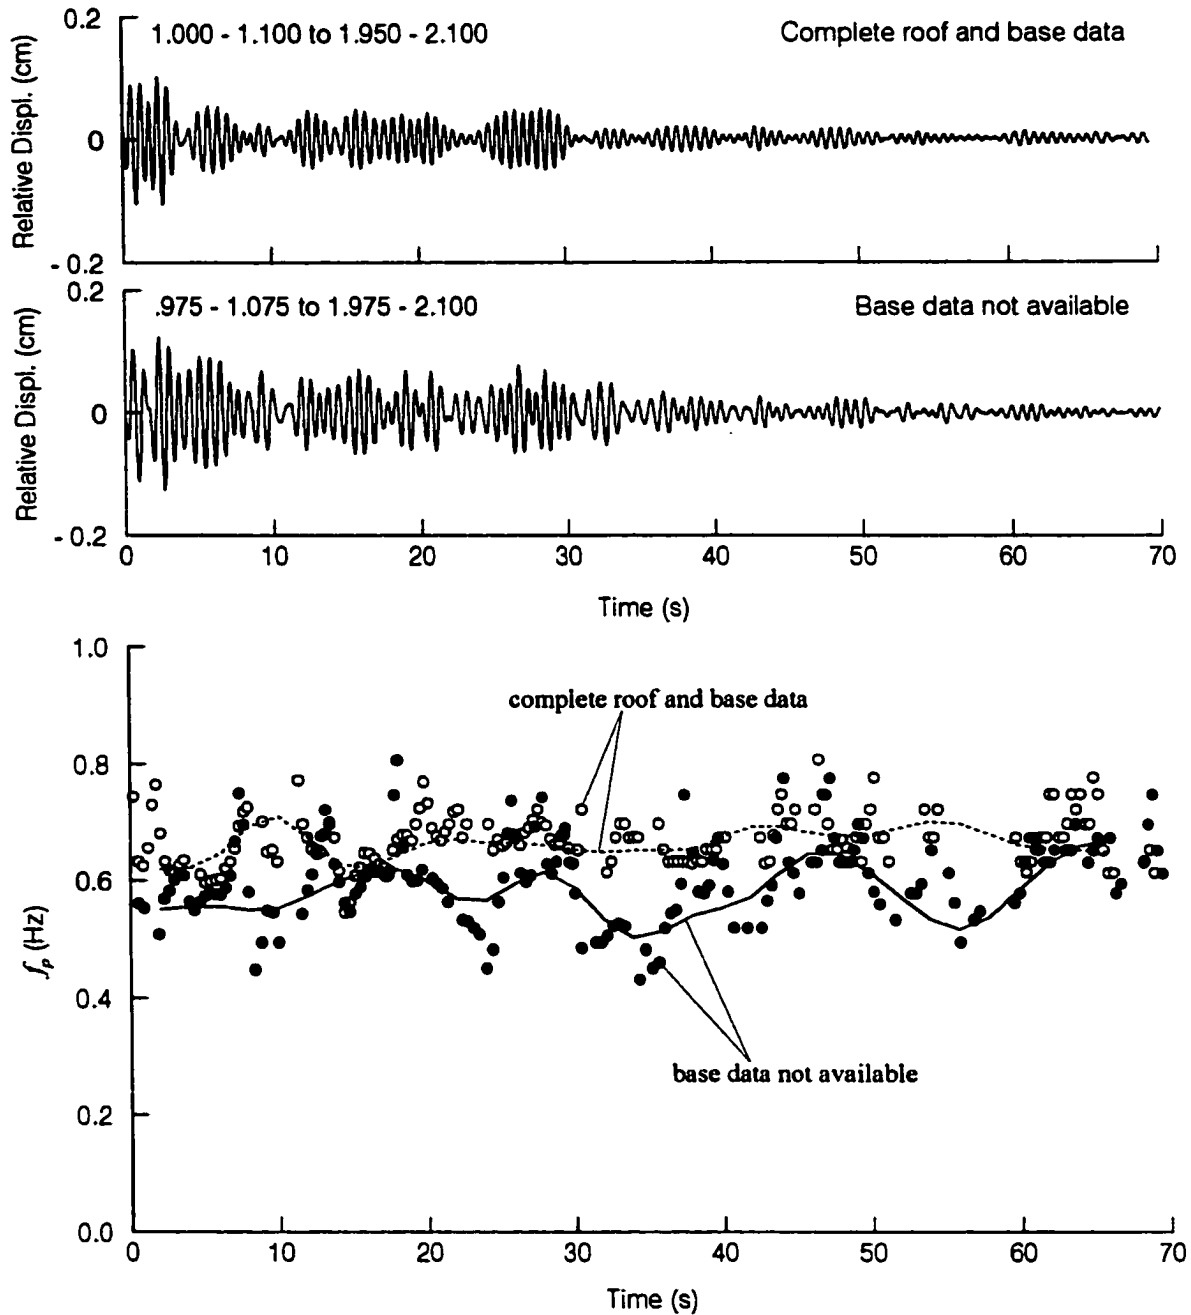 0.2
1.000 - 1.100 to 1.950 - 2.100
Complete roof and base data
Relative Displ. (cm)
0
- 0.2
0.2
.975 - 1.075 to 1.975 - 2.100
Base data not available
Relative Displ. (cm)
0
- 0.2
0 10 20 30 40 50 60 70
Time (s)
1.0
complete roof and base data
0.8
0.6
fₚ (Hz)
0.4
base data not available
0.2
0.0
0 10 20 30 40 50 60 70
Time (s)